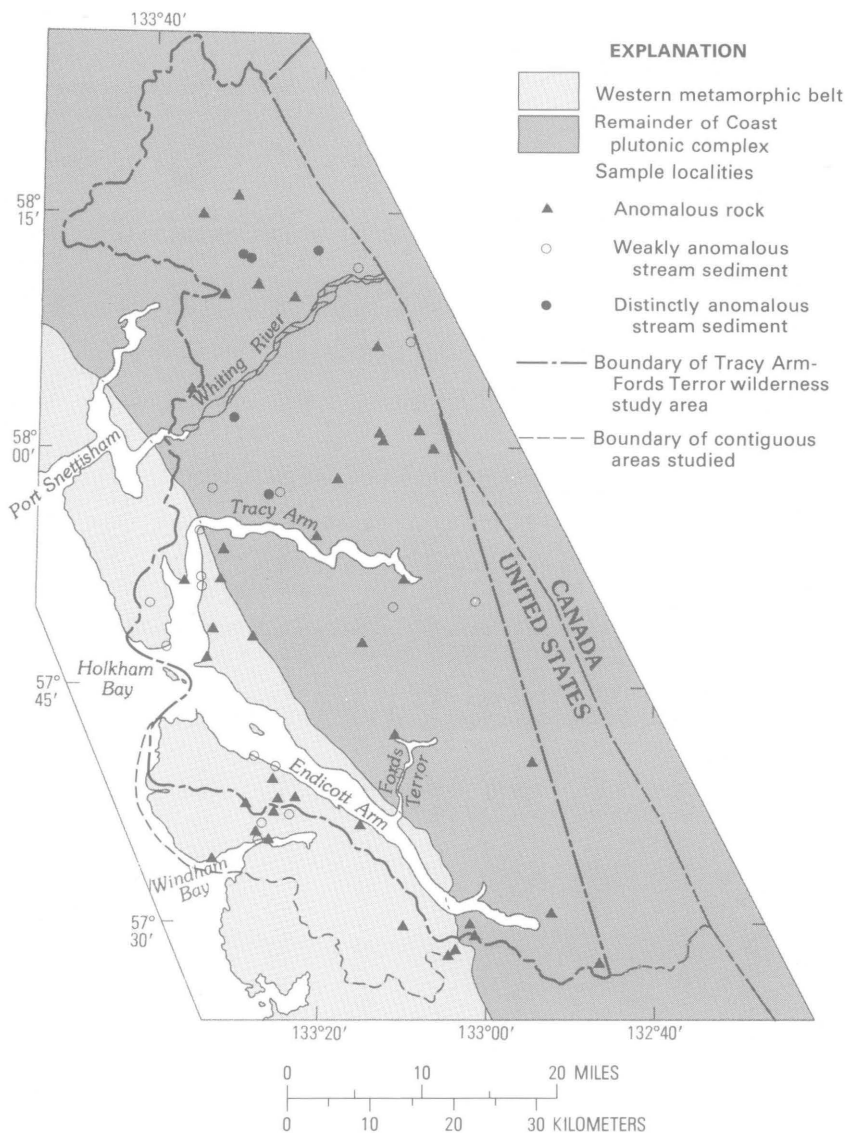 133°40′
EXPLANATION
Western metamorphic belt
Remainder of Coast
plutonic complex
Sample localities
Anomalous rock
Weakly anomalous
stream sediment
Distinctly anomalous
stream sediment
Boundary of Tracy Arm-
Fords Terror wilderness
study area
Boundary of contiguous
areas studied
58°
15′
Whiting River
58°
00′
Port Snettisham
Tracy Arm
CANADA
UNITED STATES
Holkham
Bay
57°
45′
Endicott Arm
Fords
Terror
Windham
Bay
57°
30′
133°20′
133°00′
132°40′
0 10 20 MILES
0 10 20 30 KILOMETERS